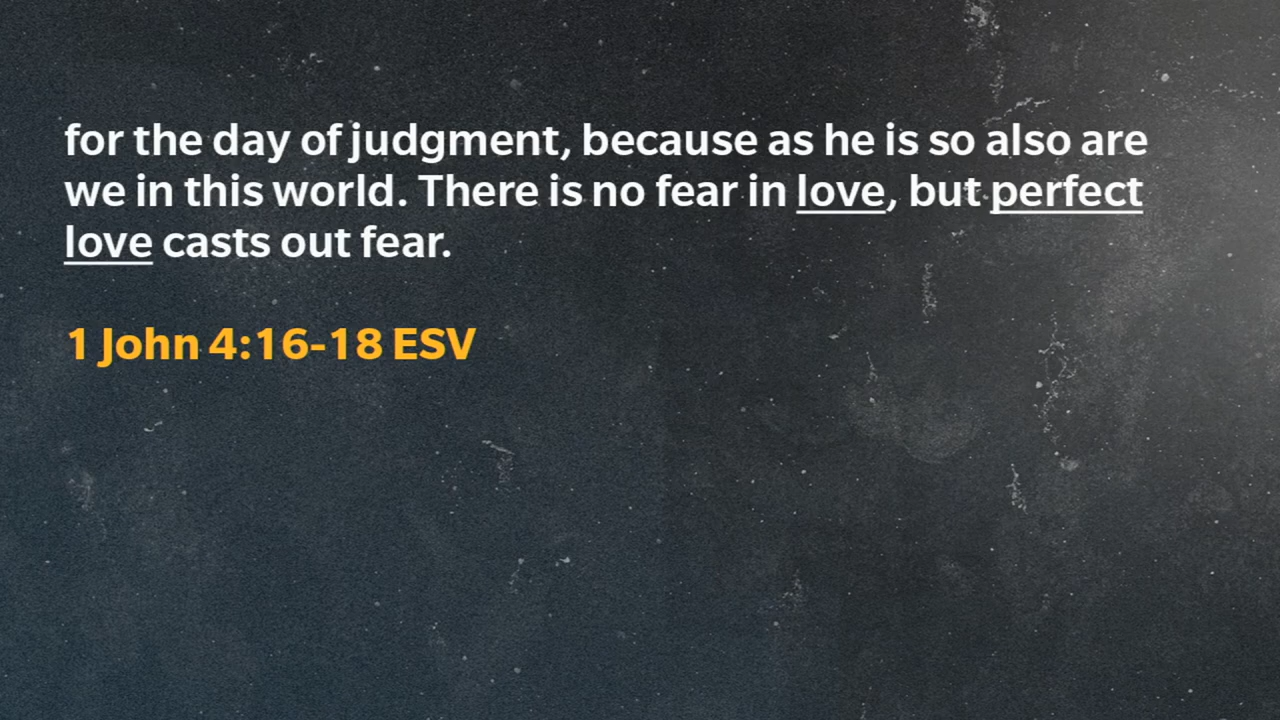 for the day of judgment, because as he is so also are
we in this world. There is no fear in love, but perfect
love casts out fear.
1 John 4:16-18 ESV